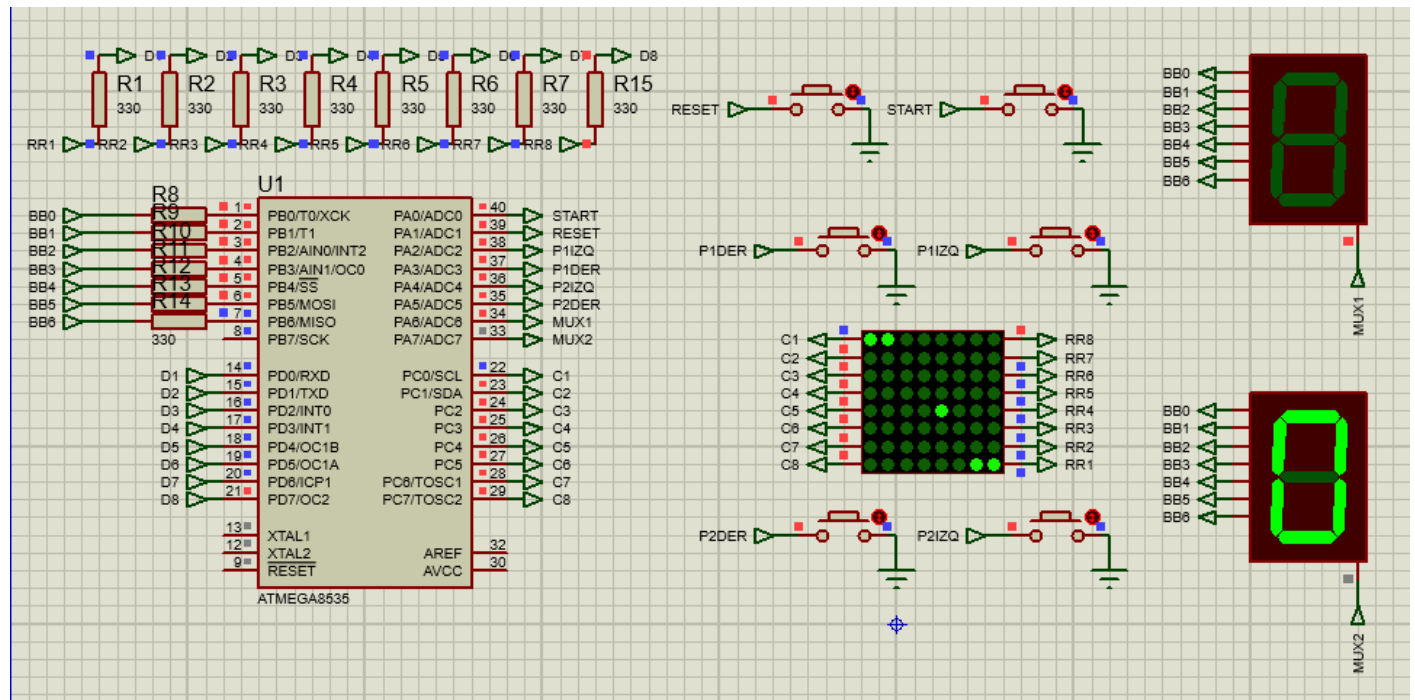 D1 D2 D3 D4 D5 D6 D7 D8
R1 R2 R3 R4 R5 R6 R7 R15
330 330 330 330 330 330 330 330
RR1 RR2 RR3 RR4 RR5 RR6 RR7 RR8
RESET START
U1
R8
R9
R10
R11
R12
R13
R14
330
BB0 1 PB0/T0/XCK PA0/ADC0 40 START
BB1 2 PB1/T1 PA1/ADC1 39 RESET
BB2 3 PB2/AIN0/INT2 PA2/ADC2 38 P1IZQ
BB3 4 PB3/AIN1/OC0 PA3/ADC3 37 P1DER
BB4 5 PB4/SS PA4/ADC4 36 P2IZQ
BB5 6 PB5/MOSI PA5/ADC5 35 P2DER
BB6 7 PB6/MISO PA6/ADC6 34 MUX1
8 PB7/SCK PA7/ADC7 33 MUX2
D1 14 PD0/RXD PC0/SCL 22 C1
D2 15 PD1/TXD PC1/SDA 23 C2
D3 16 PD2/INT0 PC2 24 C3
D4 17 PD3/INT1 PC3 25 C4
D5 18 PD4/OC1B PC4 26 C5
D6 19 PD5/OC1A PC5 27 C6
D7 20 PD6/ICP1 PC6/TOSC1 28 C7
D8 21 PD7/OC2 PC7/TOSC2 29 C8
13 XTAL1
12 XTAL2 AREF 32
9 RESET AVCC 30
ATMEGA8535
P1DER P1IZQ
C1 RR8
C2 RR7
C3 RR6
C4 RR5
C5 RR4
C6 RR3
C7 RR2
C8 RR1
P2DER P2IZQ
BB0
BB1
BB2
BB3
BB4
BB5
BB6
MUX1
BB0
BB1
BB2
BB3
BB4
BB5
BB6
MUX2